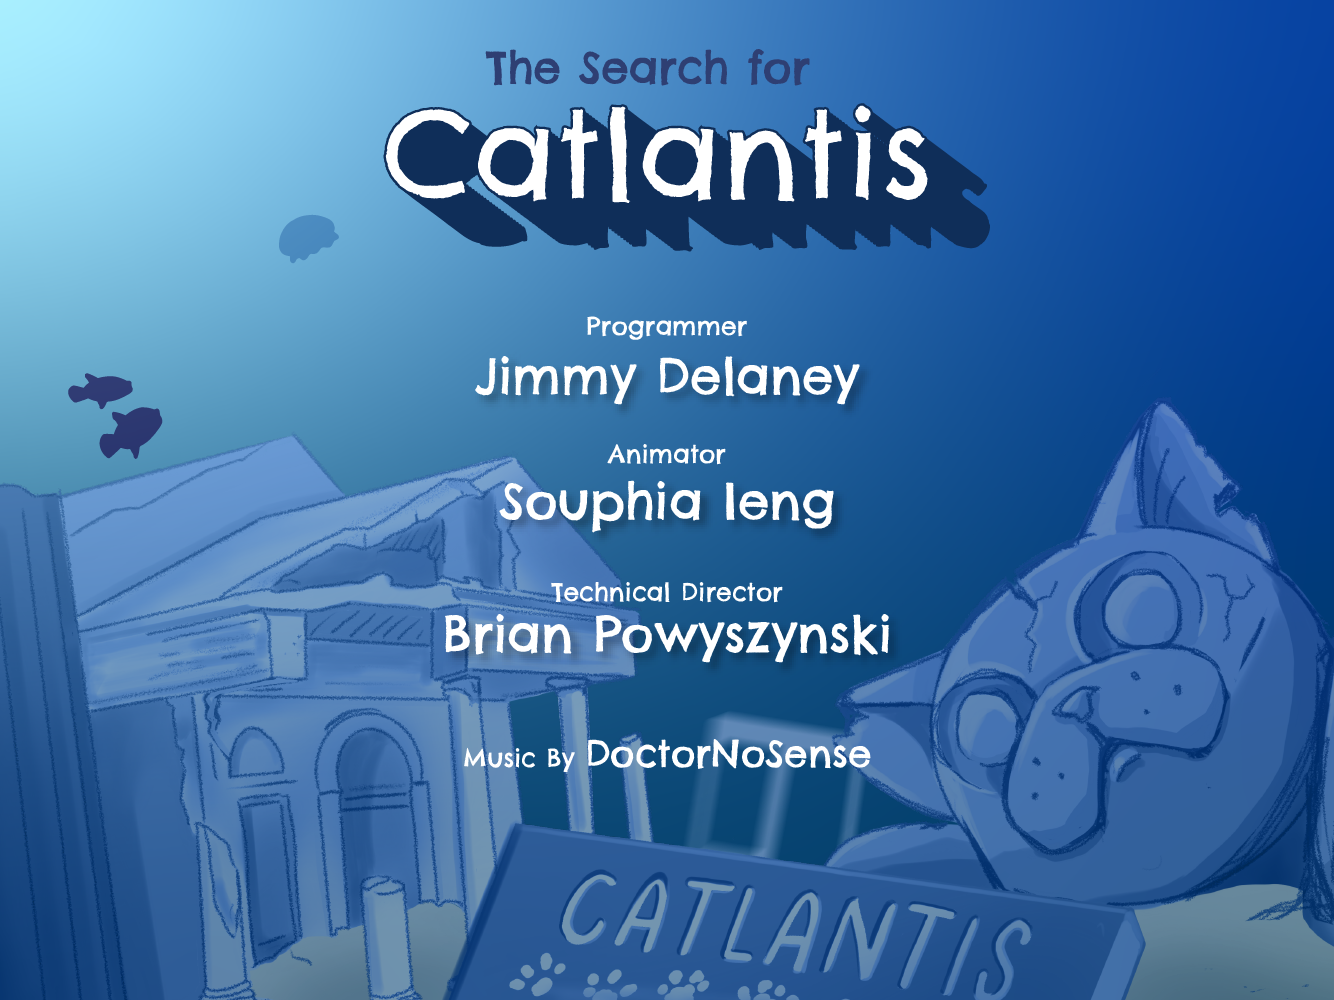 The Search for
Catlantis
Programmer
Jimmy Delaney
Animator
Souphia Ieng
Technical Director
Brian Powyszynski
Music By DoctorNoSense
CATLANTIS